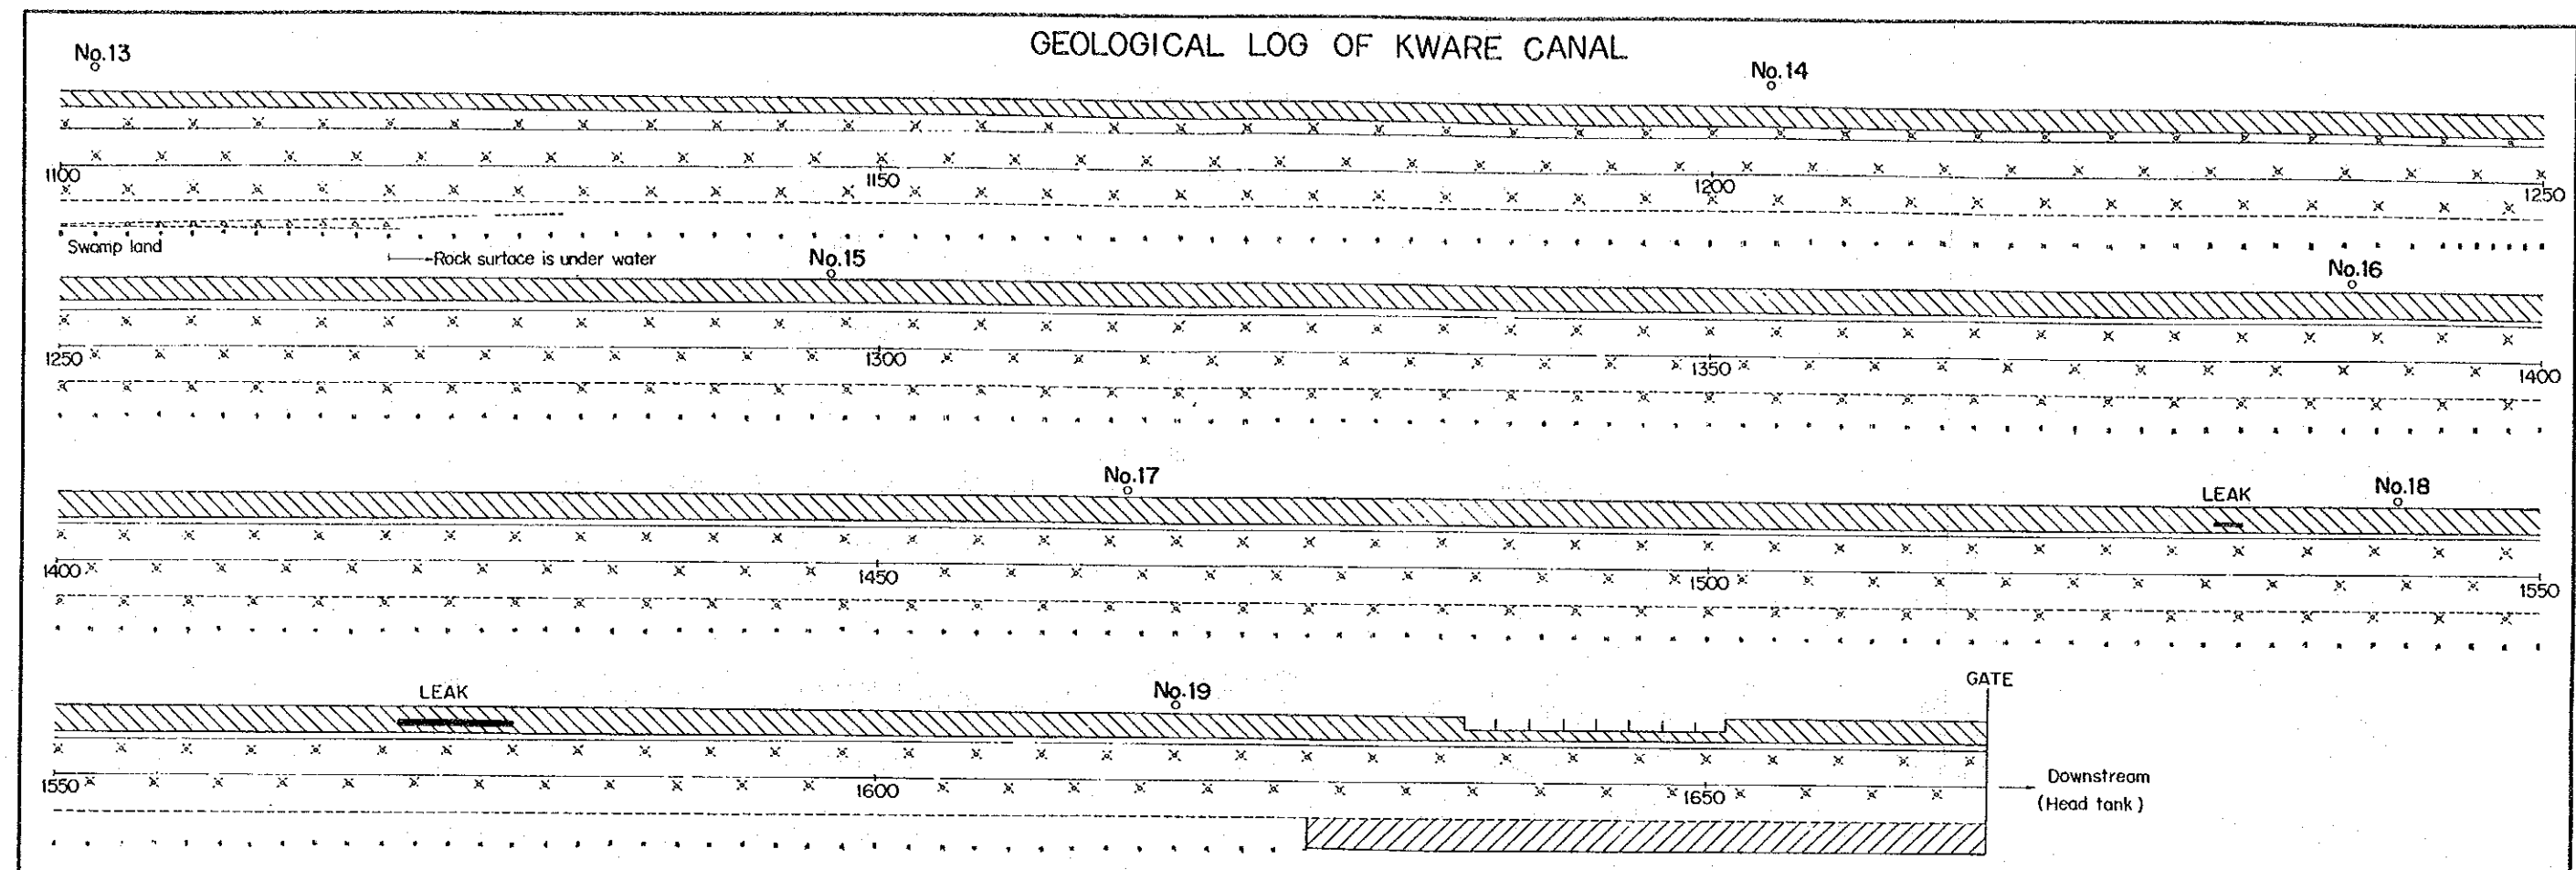 GEOLOGICAL LOG OF KWARE CANAL
No.13
No.14
1100
1150
1200
1250
Swamp land
Rock surface is under water
No.15
No.16
1250
1300
1350
1400
No.17
LEAK
No.18
1400
1450
1500
1550
LEAK
No.19
GATE
1550
1600
1650
Downstream
(Head tank)